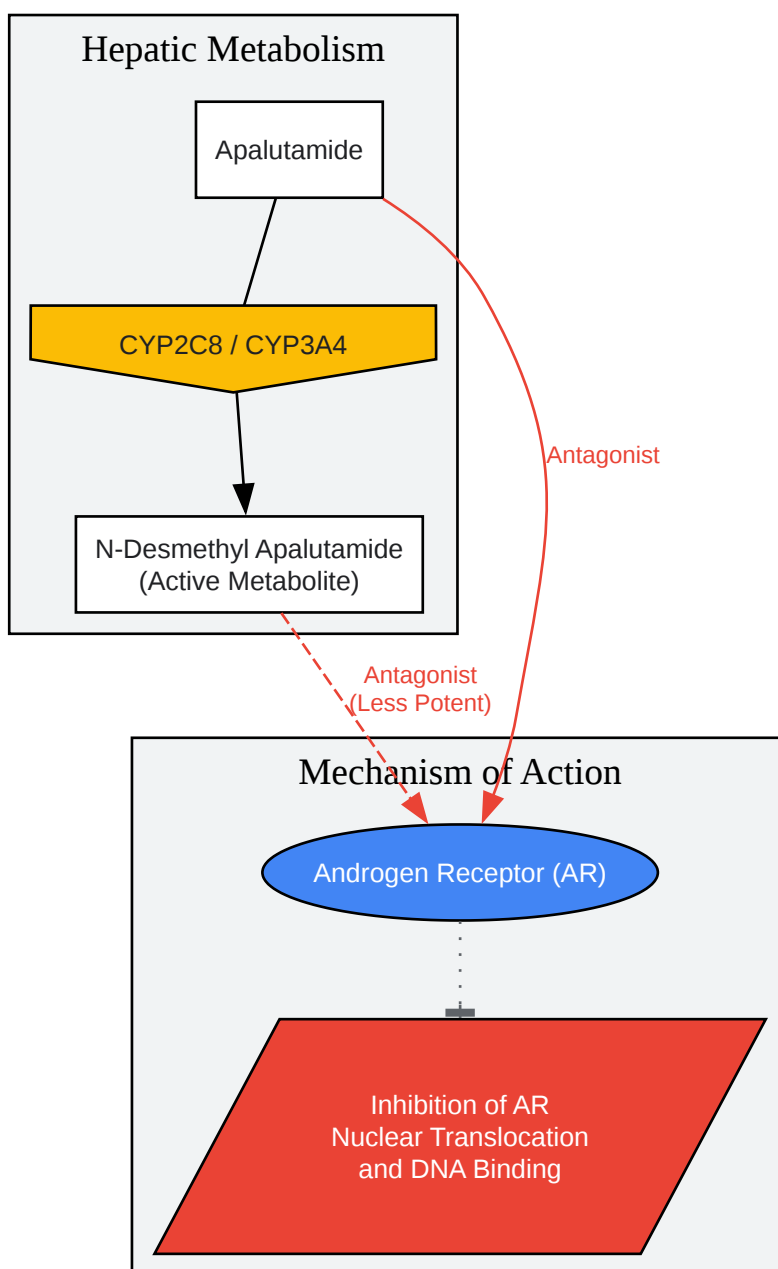 Hepatic Metabolism
Apalutamide
CYP2C8 / CYP3A4
Antagonist
N-Desmethyl Apalutamide
(Active Metabolite)
Antagonist
(Less Potent)
Mechanism of Action
Androgen Receptor (AR)
Inhibition of AR
Nuclear Translocation
and DNA Binding